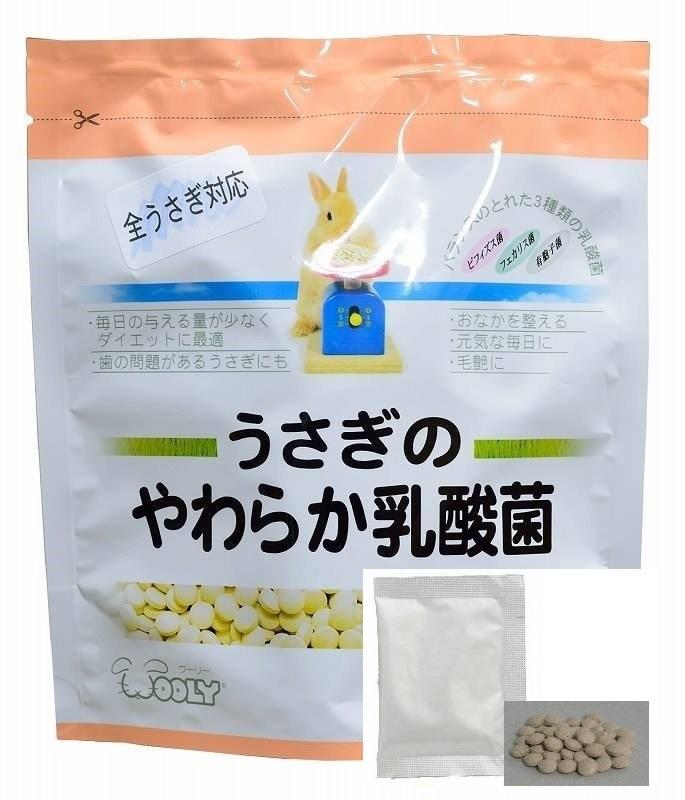 全うさぎ対応
バランスのとれた3種類の乳酸菌
ビフィズス菌
フェカリス菌
有胞子菌
・毎日の与える量が少なく
ダイエットに最適
・歯の問題があるうさぎにも
・おなかを整える
・元気な毎日に
・毛艶に
うさぎの
やわらか乳酸菌
ウーリー
WOOLY®